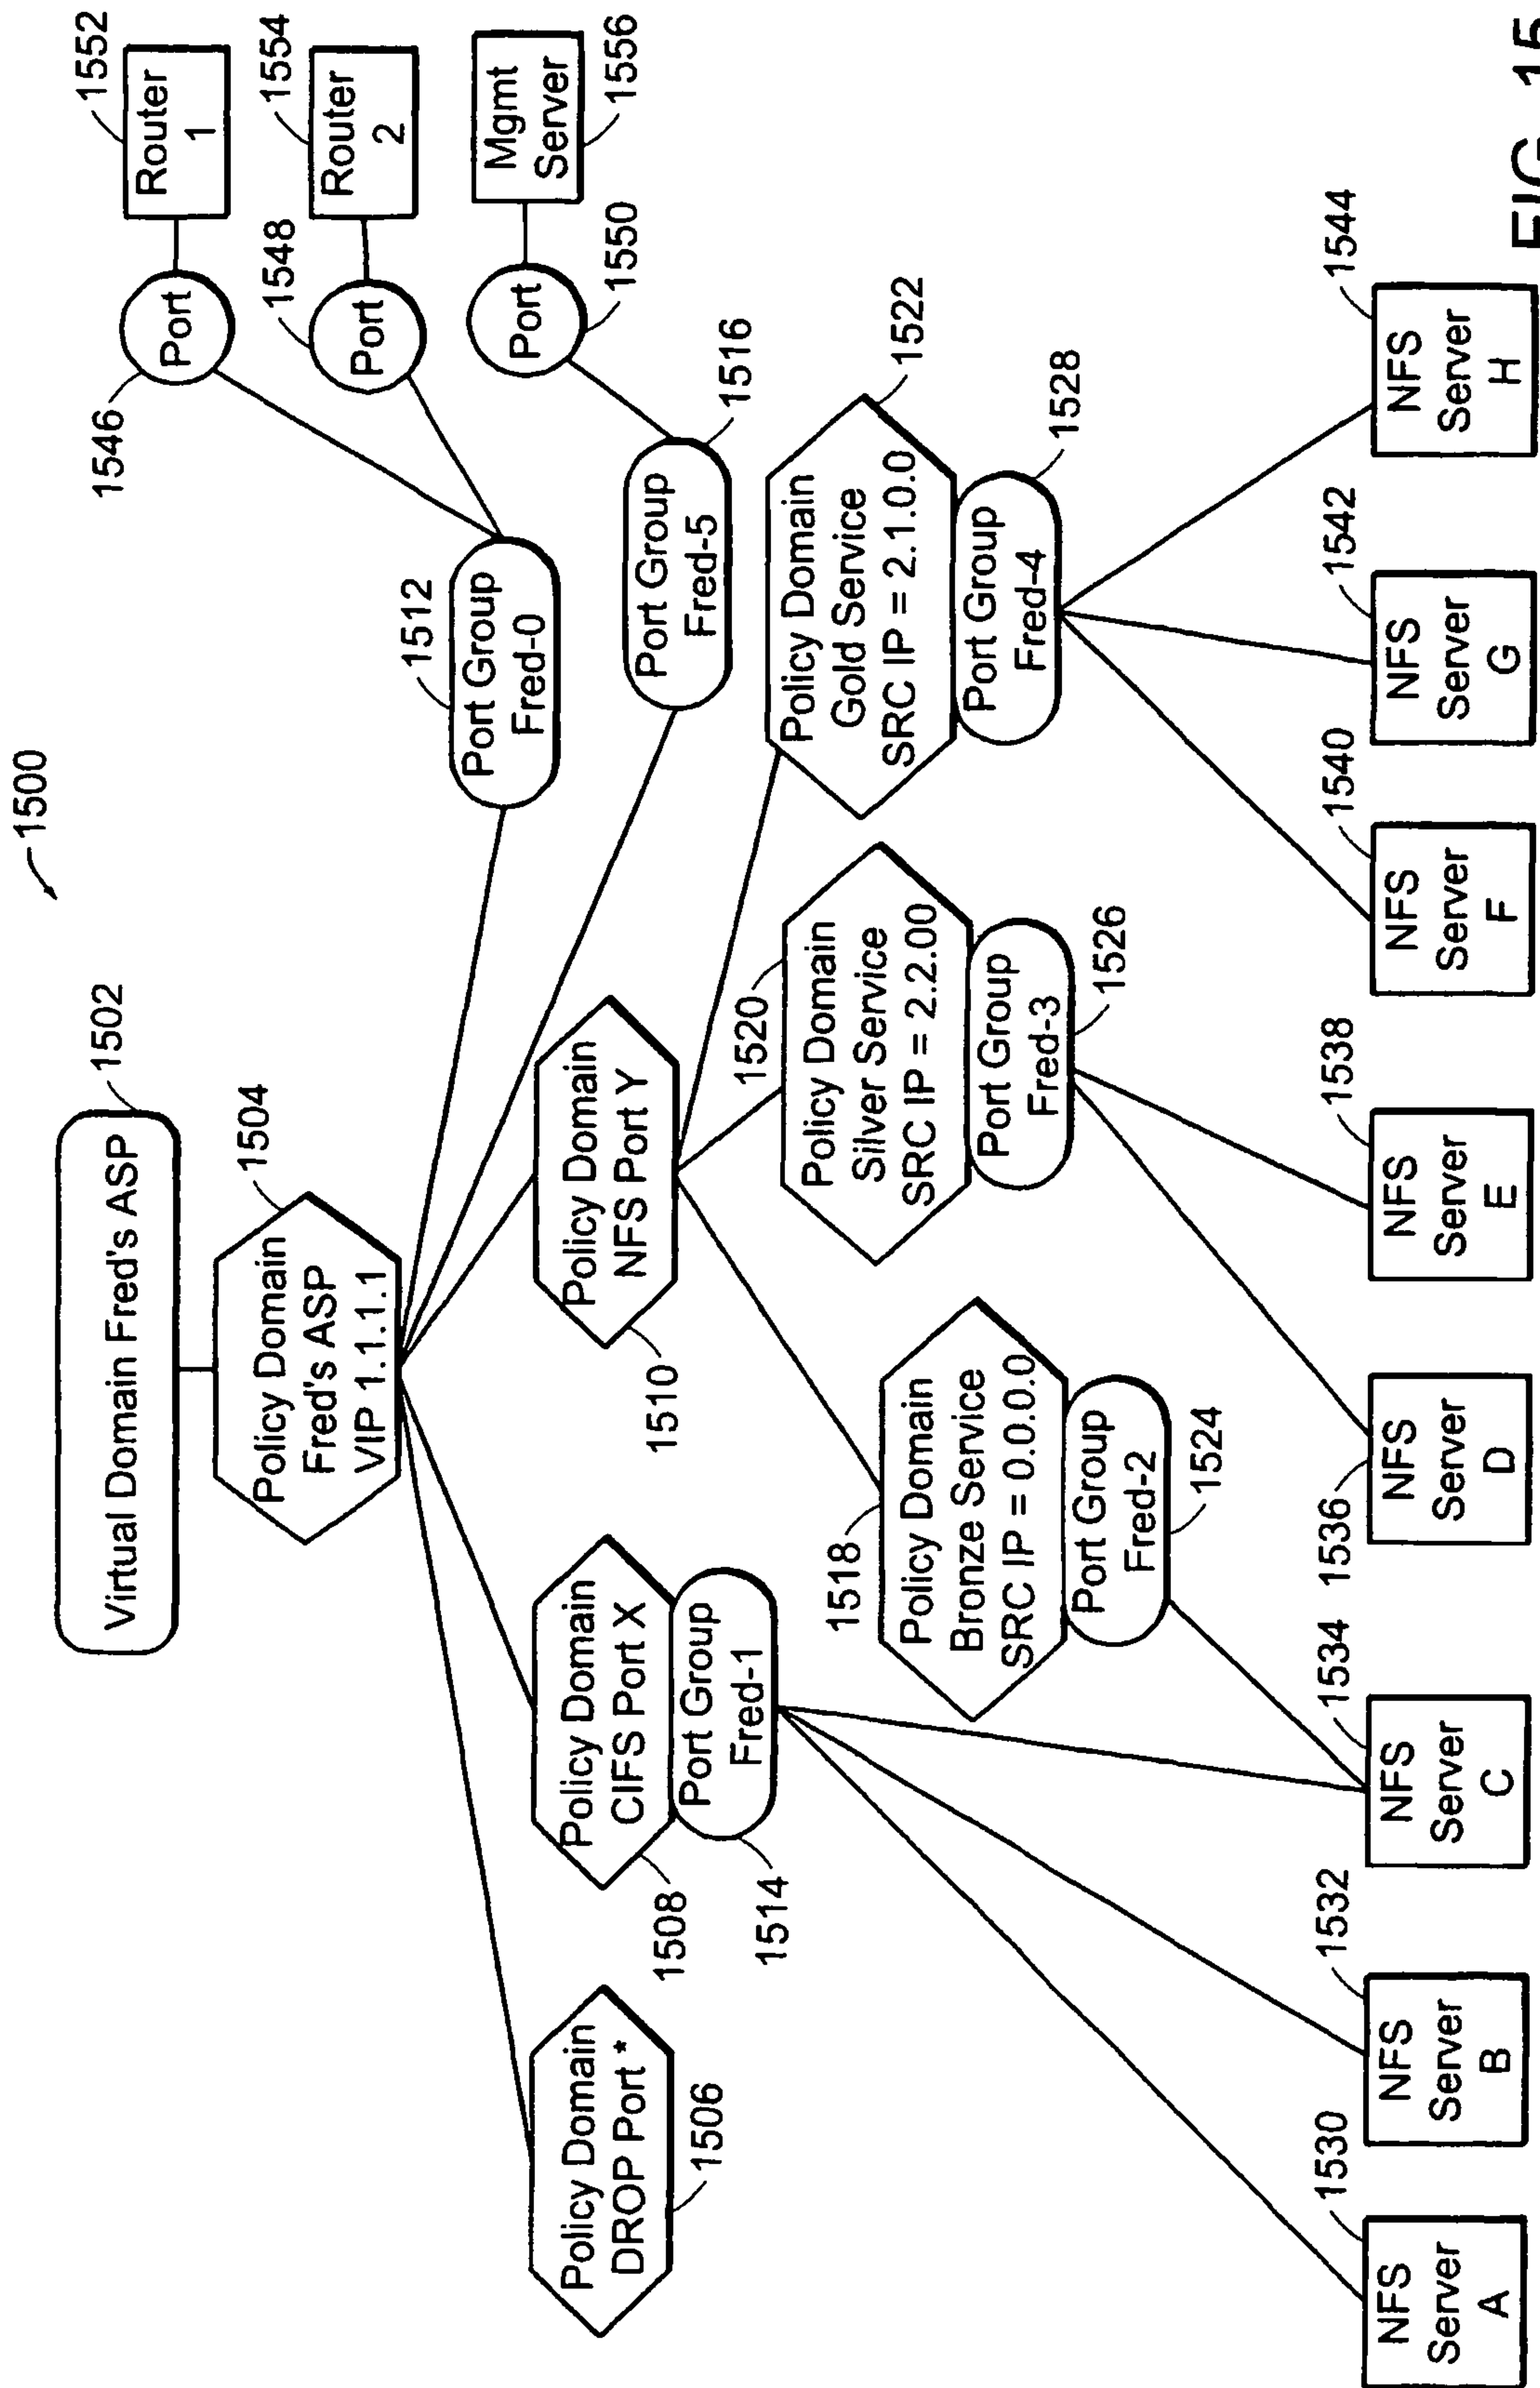 1500
Virtual Domain Fred's ASP
1502
Policy Domain
Fred's ASP
VIP 1.1.1.1
1504
Policy Domain
DROP Port *
1506
Policy Domain
CIFS Port X
1508
Port Group
Fred-1
1514
Policy Domain
NFS Port Y
1510
Port Group
Fred-0
1512
Port Group
Fred-5
1516
Port
1546
Router
1
1552
Port
1548
Router
2
1554
Port
1550
Mgmt
Server
1556
Policy Domain
Bronze Service
SRC IP = 0.0.0.0
1518
Port Group
Fred-2
1524
Policy Domain
Silver Service
SRC IP = 2.2.00
1520
Port Group
Fred-3
1526
Policy Domain
Gold Service
SRC IP = 2.1.0.0
1522
Port Group
Fred-4
1528
NFS
Server
A
1530
NFS
Server
B
1532
NFS
Server
C
1534
NFS
Server
D
1536
NFS
Server
E
1538
NFS
Server
F
1540
NFS
Server
G
1542
NFS
Server
H
1544
FIG. 15